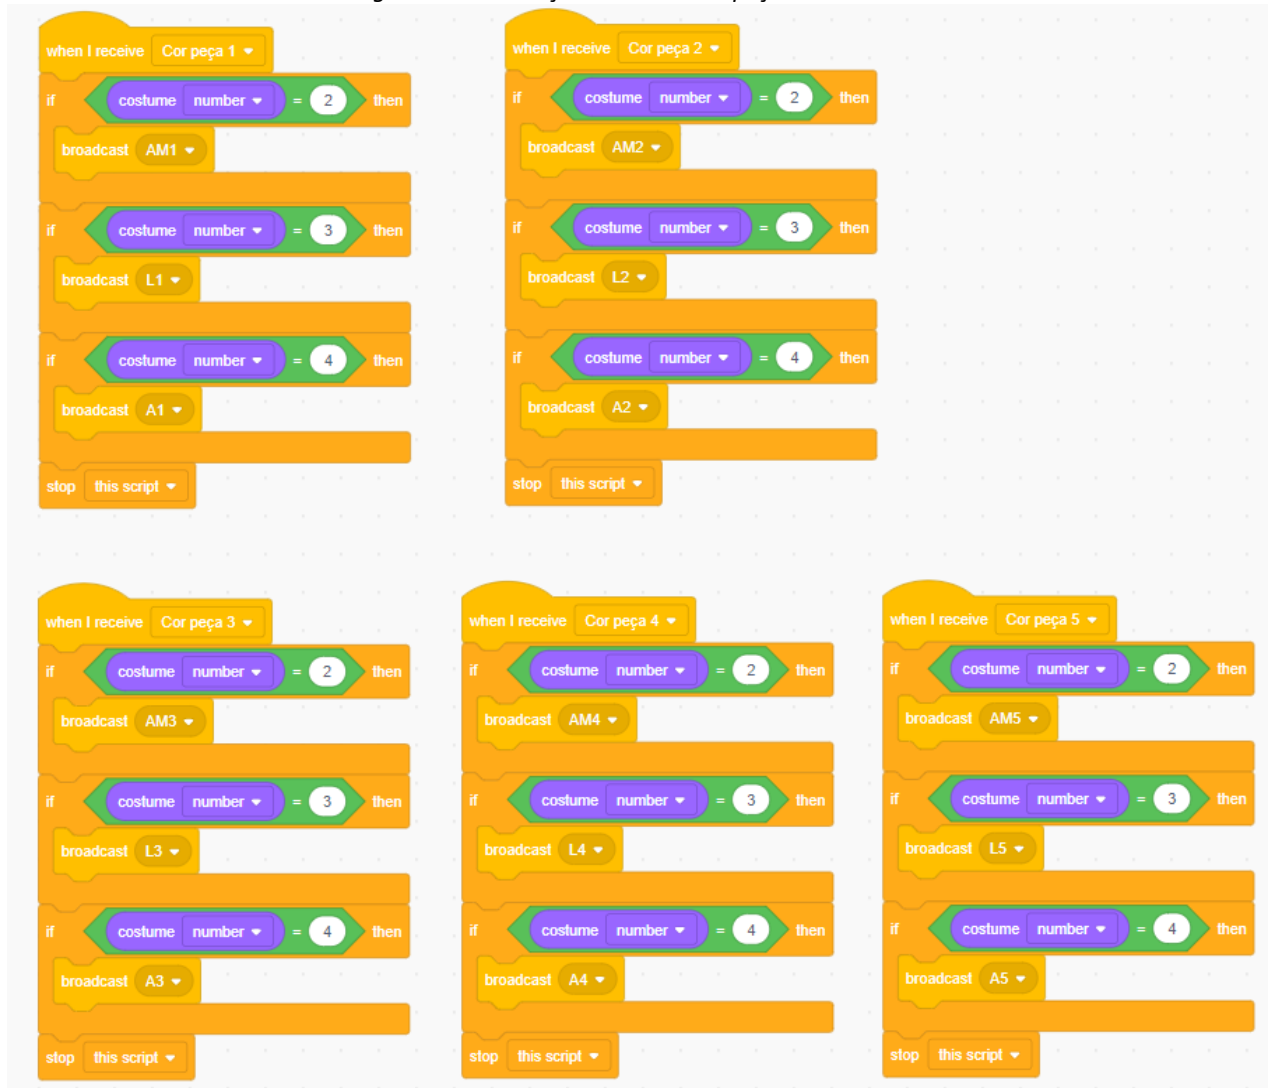 when I receive Cor peça 1
if costume number = 2 then
broadcast AM1
if costume number = 3 then
broadcast L1
if costume number = 4 then
broadcast A1
stop this script
when I receive Cor peça 2
if costume number = 2 then
broadcast AM2
if costume number = 3 then
broadcast L2
if costume number = 4 then
broadcast A2
stop this script
when I receive Cor peça 3
if costume number = 2 then
broadcast AM3
if costume number = 3 then
broadcast L3
if costume number = 4 then
broadcast A3
stop this script
when I receive Cor peça 4
if costume number = 2 then
broadcast AM4
if costume number = 3 then
broadcast L4
if costume number = 4 then
broadcast A4
stop this script
when I receive Cor peça 5
if costume number = 2 then
broadcast AM5
if costume number = 3 then
broadcast L5
if costume number = 4 then
broadcast A5
stop this script